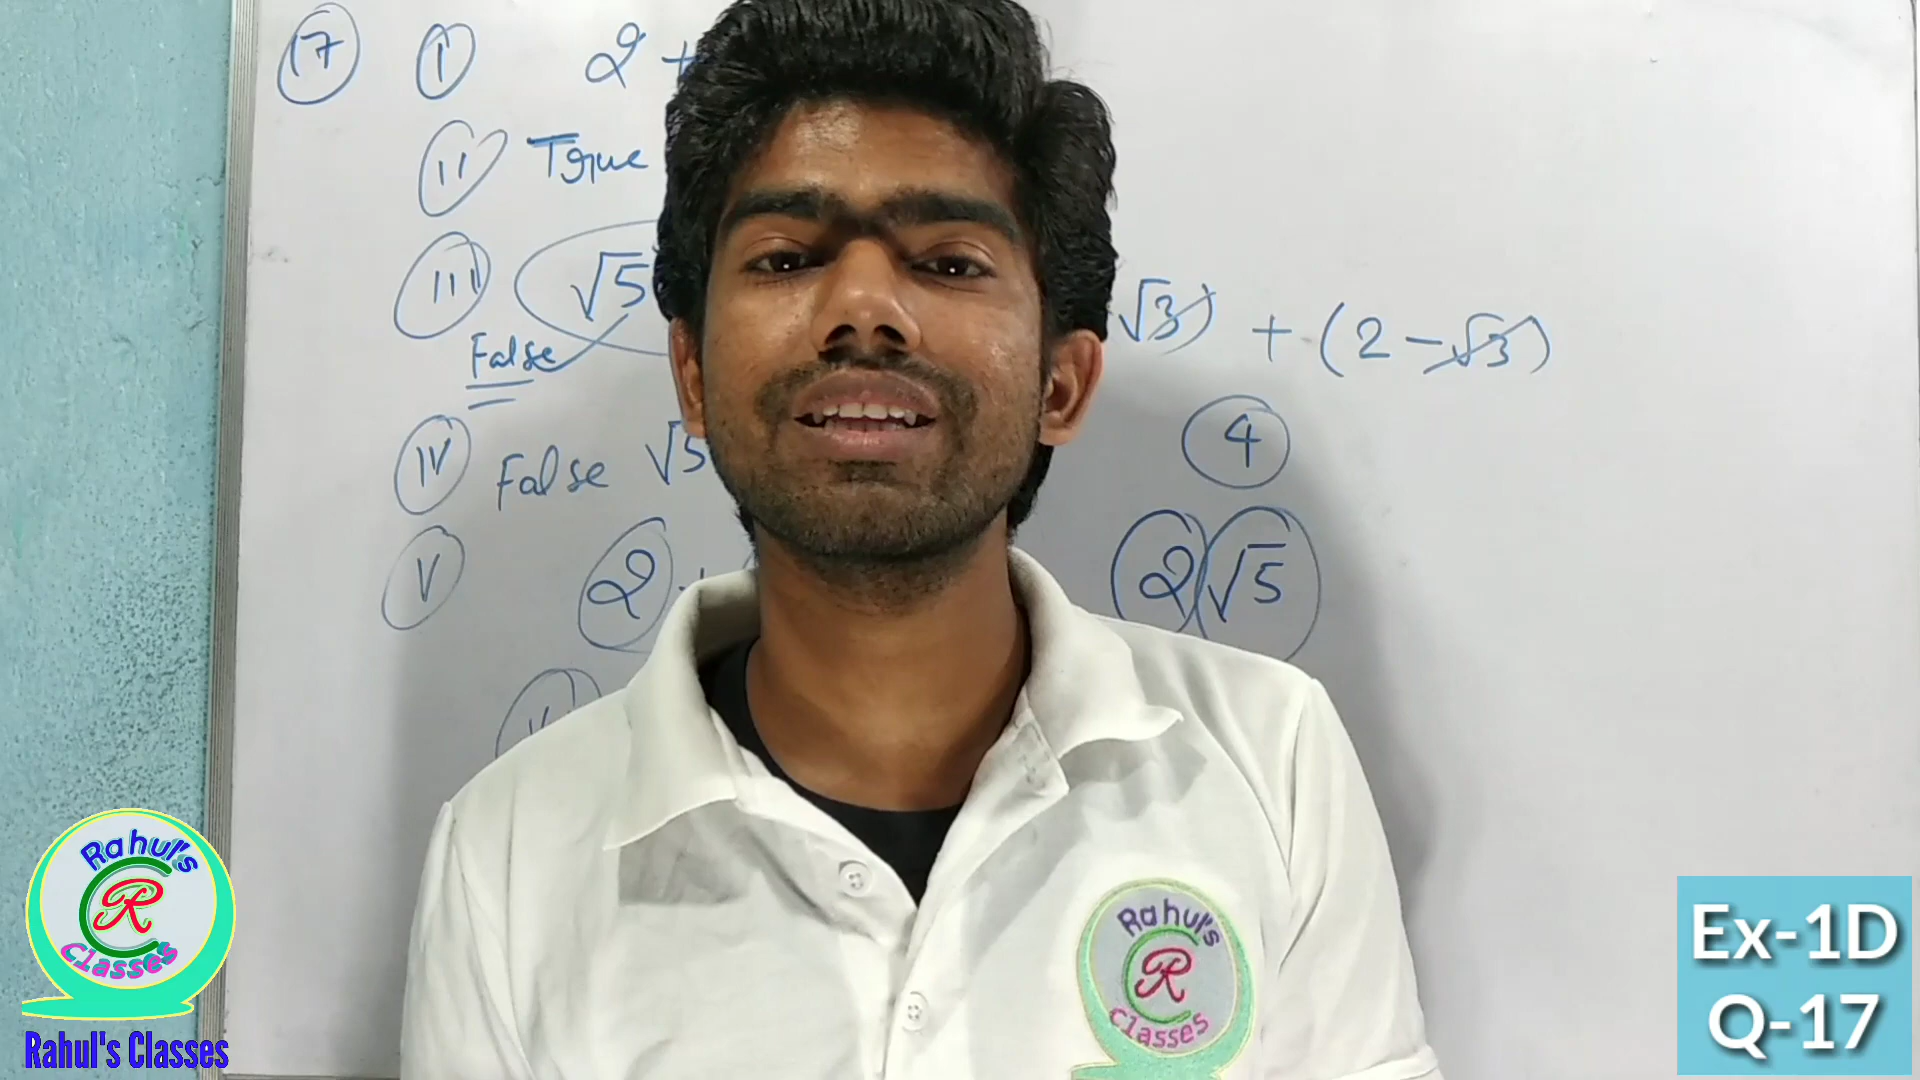 17 I 2 +
II True
III √5 √3) + (2 - √3)
False
IV False √5 4
V 2 + 2√5
Rahul's
R
Classes
Rahul's Classes
Rahul's
R
Classes
Ex-1D
Q-17